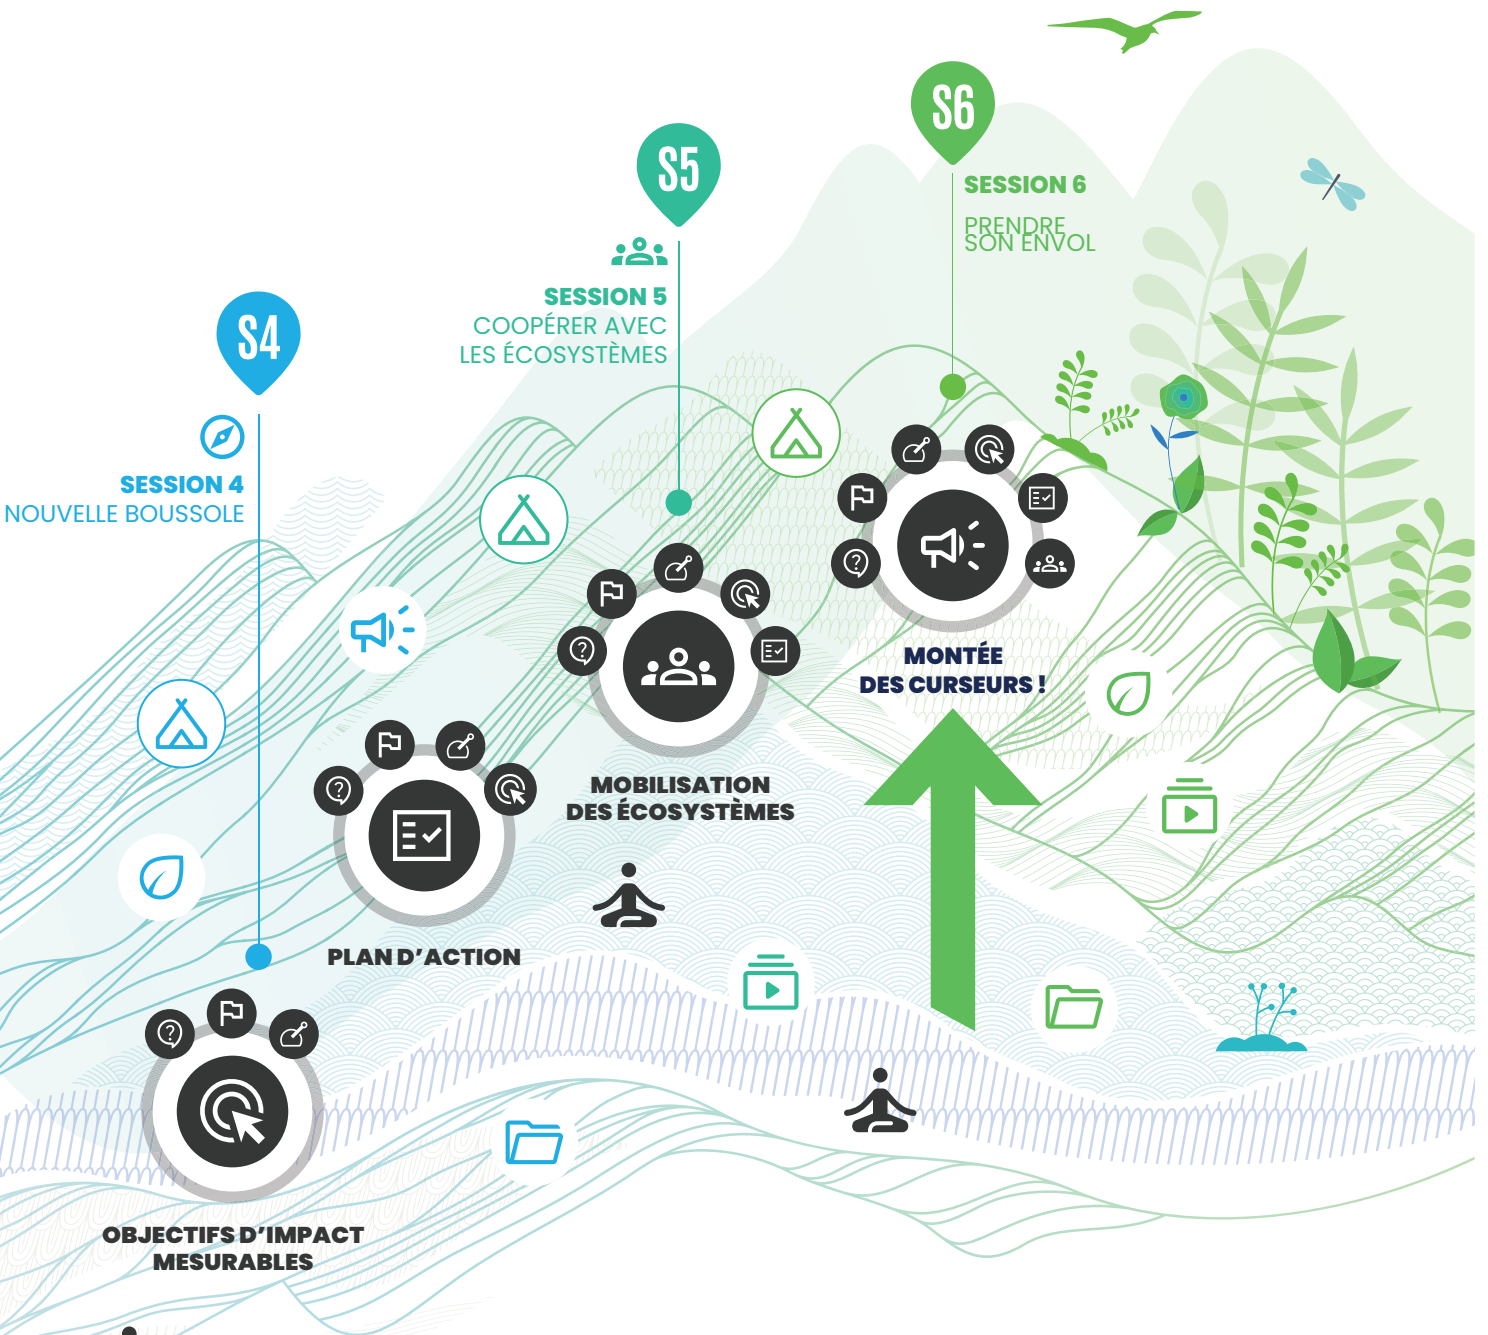 S6
SESSION 6
PRENDRE
SON ENVOL
S5
SESSION 5
COOPÉRER AVEC
LES ÉCOSYSTÈMES
S4
SESSION 4
NOUVELLE BOUSSOLE
MONTÉE
DES CURSEURS !
MOBILISATION
DES ÉCOSYSTÈMES
PLAN D’ACTION
OBJECTIFS D’IMPACT
MESURABLES